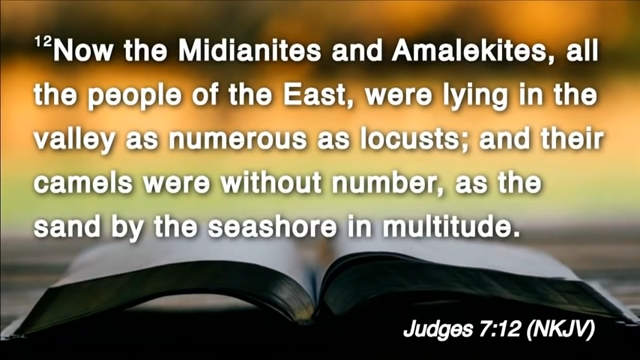 ¹²Now the Midianites and Amalekites, all
the people of the East, were lying in the
valley as numerous as locusts; and their
camels were without number, as the
sand by the seashore in multitude.
Judges 7:12 (NKJV)